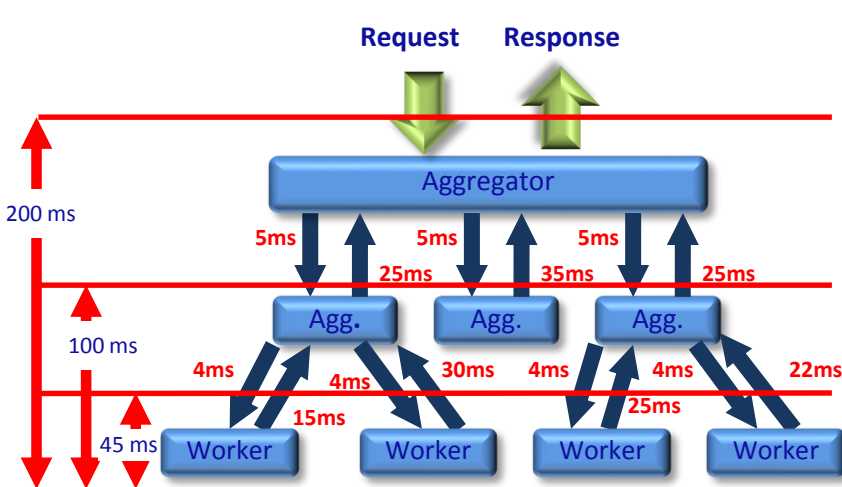 Request Response
Aggregator
200 ms
5ms 5ms 5ms
25ms 35ms 25ms
Agg. Agg. Agg.
100 ms
4ms 4ms 30ms 4ms 4ms 22ms
15ms 25ms
45 ms
Worker Worker Worker Worker